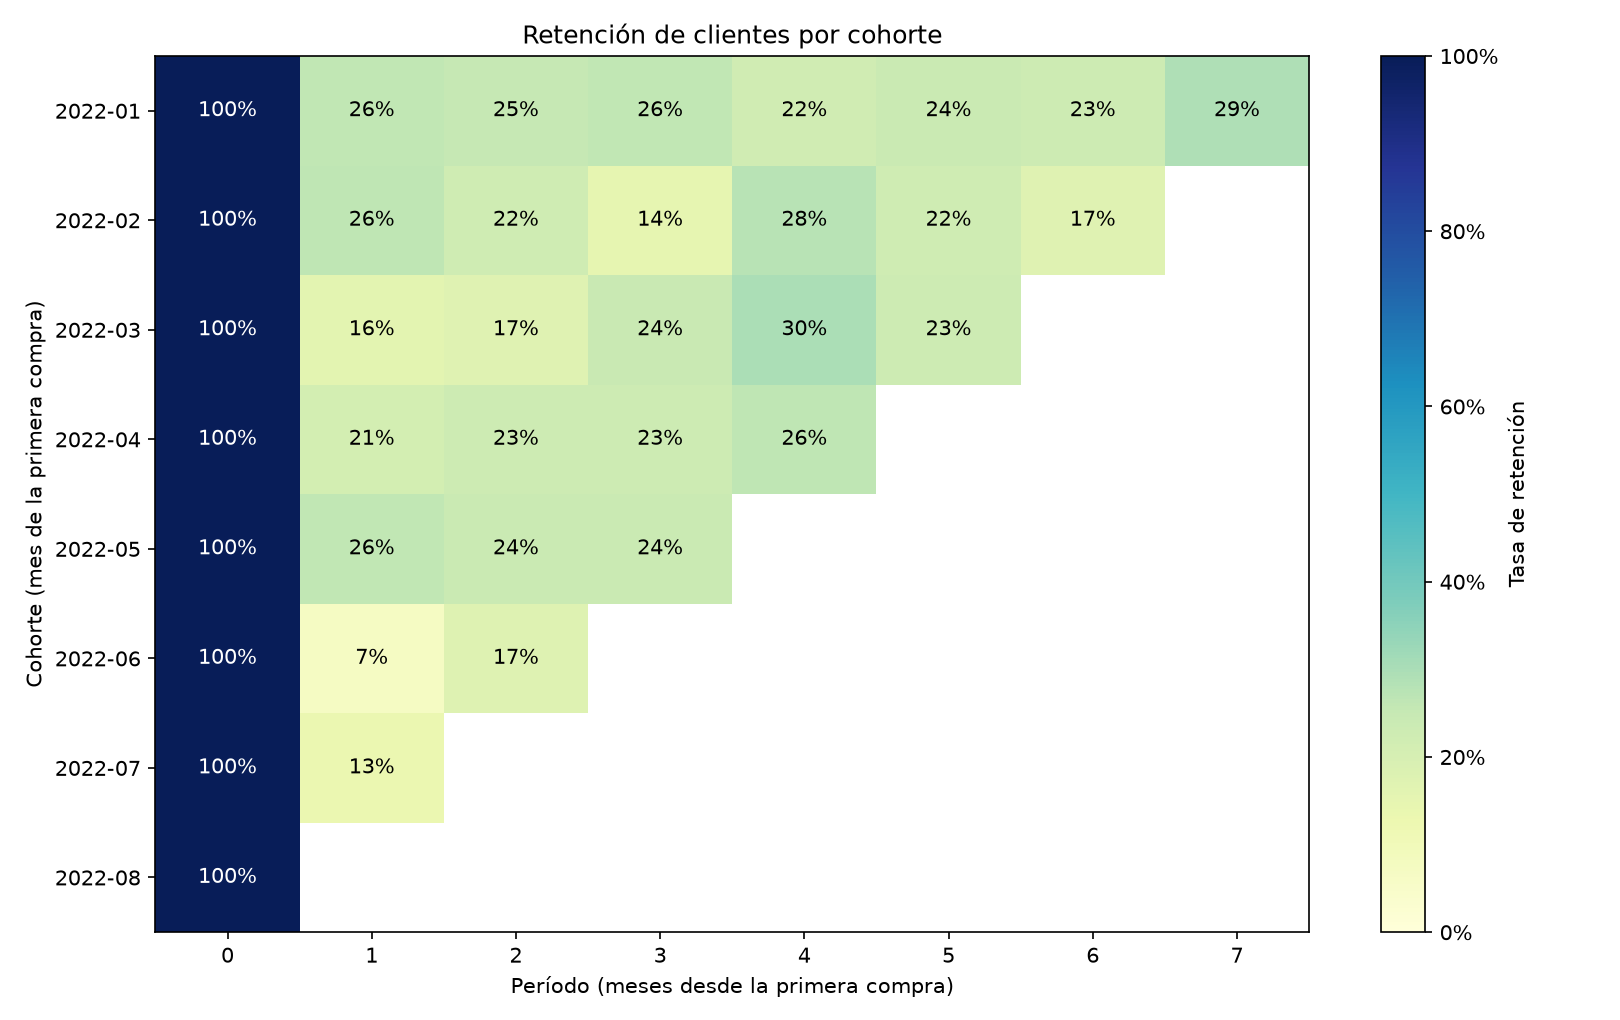 Retención de clientes por cohorte
Cohorte (mes de la primera compra)
2022-01 100% 26% 25% 26% 22% 24% 23% 29%
2022-02 100% 26% 22% 14% 28% 22% 17%
2022-03 100% 16% 17% 24% 30% 23%
2022-04 100% 21% 23% 23% 26%
2022-05 100% 26% 24% 24%
2022-06 100% 7% 17%
2022-07 100% 13%
2022-08 100%
0 1 2 3 4 5 6 7
Período (meses desde la primera compra)
100%
80%
60%
40%
20%
0%
Tasa de retención